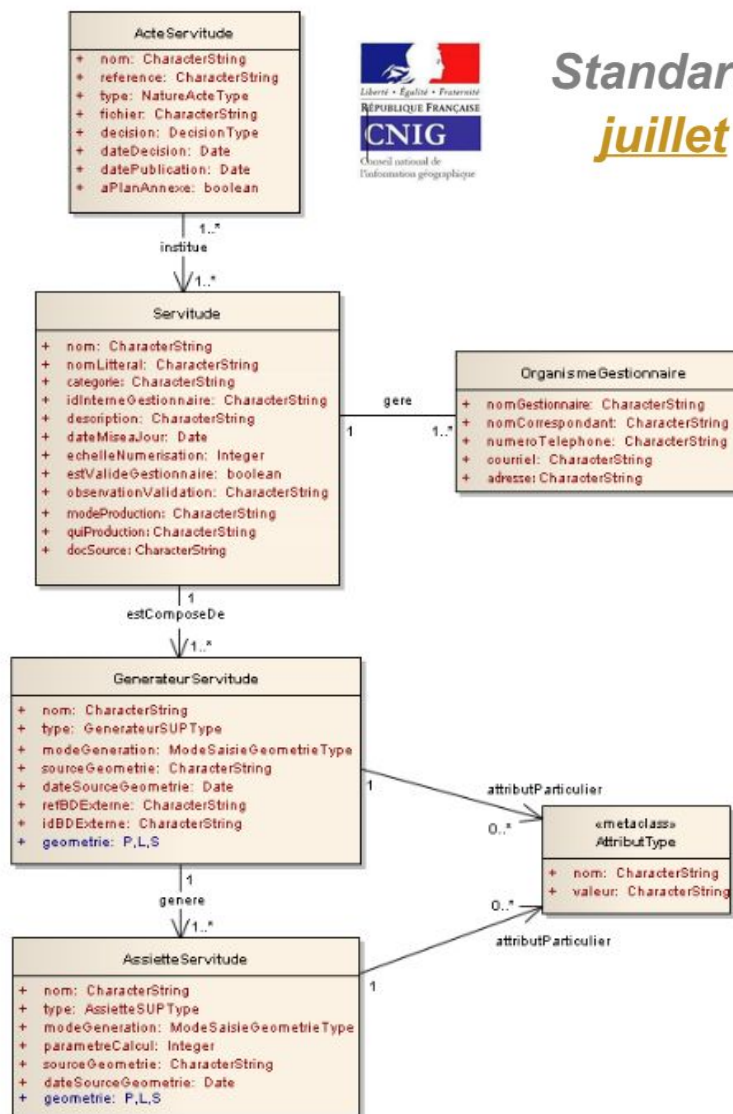 ActeServitude
+ nom: CharacterString
+ reference: CharacterString
+ type: NatureActeType
+ fichier: CharacterString
+ decision: DecisionType
+ dateDecision: Date
+ datePublication: Date
+ aPlanAnnexe: boolean
Liberté • Égalité • Fraternité
RÉPUBLIQUE FRANÇAISE
CNIG
Conseil national de
l'information géographique
Standar
juillet
1..*
institue
1..*
Servitude
+ nom: CharacterString
+ nomLitteral: CharacterString
+ categorie: CharacterString
+ idInterneGestionnaire: CharacterString
+ description: CharacterString
+ dateMiseaJour: Date
+ echelleNumerisation: Integer
+ estValideGestionnaire: boolean
+ observationValidation: CharacterString
+ modeProduction: CharacterString
+ quiProduction: CharacterString
+ docSource: CharacterString
gere
1
1..*
OrganismeGestionnaire
+ nomGestionnaire: CharacterString
+ nomCorrespondant: CharacterString
+ numeroTelephone: CharacterString
+ courriel: CharacterString
+ adresse: CharacterString
1
estComposeDe
1..*
GenerateurServitude
+ nom: CharacterString
+ type: GenerateurSUPType
+ modeGeneration: ModeSaisieGeometrieType
+ sourceGeometrie: CharacterString
+ dateSourceGeometrie: Date
+ refBDExterne: CharacterString
+ idBDExterne: CharacterString
+ geometrie: P,L,S
1
attributParticulier
0..*
«metaclass»
AttributType
+ nom: CharacterString
+ valeur: CharacterString
1
genere
1..*
0..*
attributParticulier
1
AssietteServitude
+ nom: CharacterString
+ type: AssietteSUPType
+ modeGeneration: ModeSaisieGeometrieType
+ parametreCalcul: Integer
+ sourceGeometrie: CharacterString
+ dateSourceGeometrie: Date
+ geometrie: P,L,S